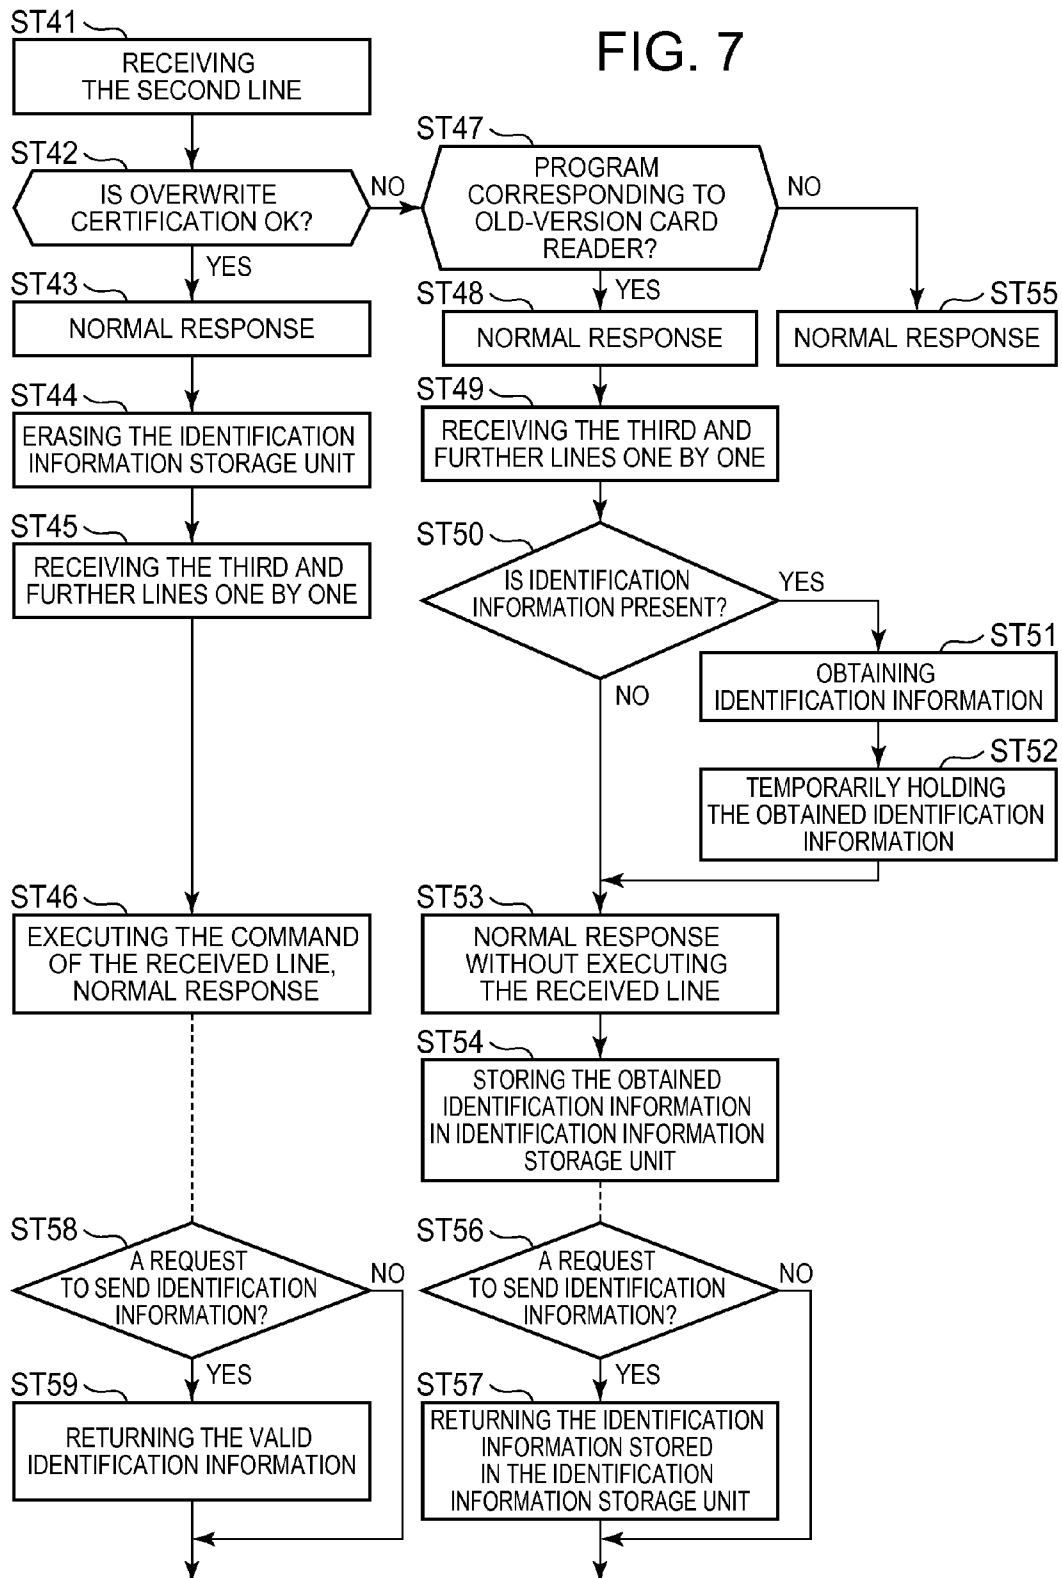 FIG. 7
ST41
RECEIVING
THE SECOND LINE
ST42
IS OVERWRITE
CERTIFICATION OK?
NO
YES
ST43
NORMAL RESPONSE
ST44
ERASING THE IDENTIFICATION
INFORMATION STORAGE UNIT
ST45
RECEIVING THE THIRD AND
FURTHER LINES ONE BY ONE
ST46
EXECUTING THE COMMAND
OF THE RECEIVED LINE,
NORMAL RESPONSE
ST58
A REQUEST
TO SEND IDENTIFICATION
INFORMATION?
NO
YES
ST59
RETURNING THE VALID
IDENTIFICATION INFORMATION
ST47
PROGRAM
CORRESPONDING TO
OLD-VERSION CARD
READER?
NO
YES
ST48
NORMAL RESPONSE
ST55
NORMAL RESPONSE
ST49
RECEIVING THE THIRD AND
FURTHER LINES ONE BY ONE
ST50
IS IDENTIFICATION
INFORMATION PRESENT?
YES
NO
ST51
OBTAINING
IDENTIFICATION INFORMATION
ST52
TEMPORARILY HOLDING
THE OBTAINED IDENTIFICATION
INFORMATION
ST53
NORMAL RESPONSE
WITHOUT EXECUTING
THE RECEIVED LINE
ST54
STORING THE OBTAINED
IDENTIFICATION INFORMATION
IN IDENTIFICATION INFORMATION
STORAGE UNIT
ST56
A REQUEST
TO SEND IDENTIFICATION
INFORMATION?
NO
YES
ST57
RETURNING THE IDENTIFICATION
INFORMATION STORED
IN THE IDENTIFICATION
INFORMATION STORAGE UNIT